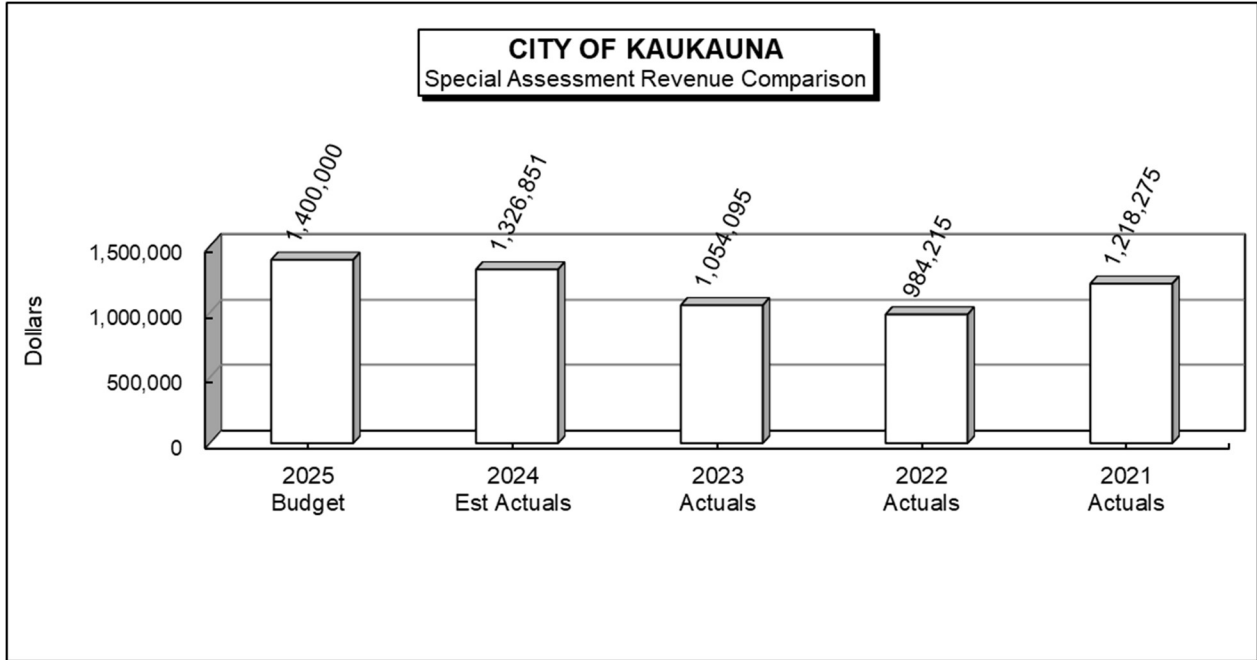 CITY OF KAUKAUNA
Special Assessment Revenue Comparison
1,400,000
1,326,851
1,054,095
984,215
1,218,275
Dollars
1,500,000
1,000,000
500,000
0
2025
Budget
2024
Est Actuals
2023
Actuals
2022
Actuals
2021
Actuals